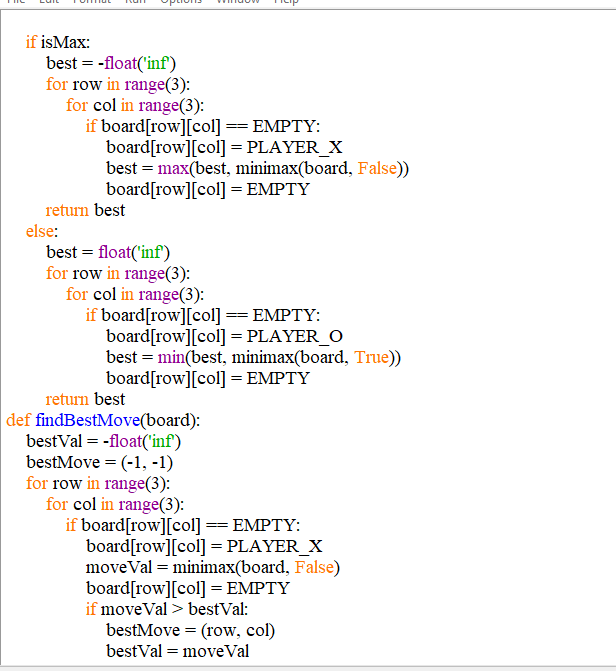 File Edit Format Run Options Window Help
if isMax:
best = -float('inf')
for row in range(3):
for col in range(3):
if board[row][col] == EMPTY:
board[row][col] = PLAYER_X
best = max(best, minimax(board, False))
board[row][col] = EMPTY
return best
else:
best = float('inf')
for row in range(3):
for col in range(3):
if board[row][col] == EMPTY:
board[row][col] = PLAYER_O
best = min(best, minimax(board, True))
board[row][col] = EMPTY
return best
def findBestMove(board):
bestVal = -float('inf')
bestMove = (-1, -1)
for row in range(3):
for col in range(3):
if board[row][col] == EMPTY:
board[row][col] = PLAYER_X
moveVal = minimax(board, False)
board[row][col] = EMPTY
if moveVal > bestVal:
bestMove = (row, col)
bestVal = moveVal